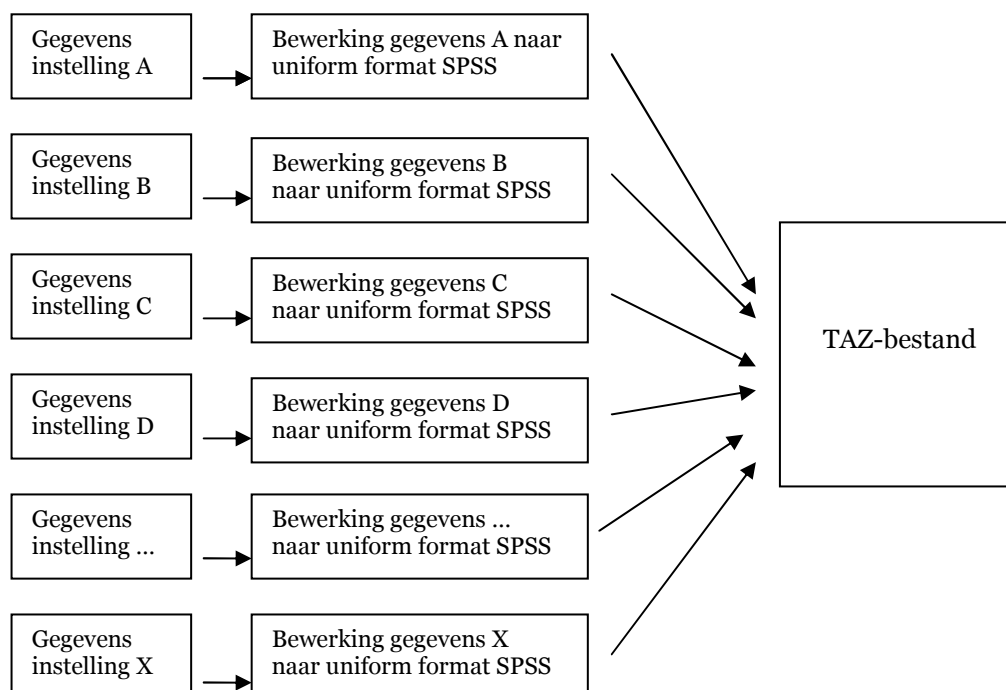 Gegevens
instelling A
Bewerking gegevens A naar
uniform format SPSS
Gegevens
instelling B
Bewerking gegevens B
naar uniform format SPSS
Gegevens
instelling C
Bewerking gegevens C
naar uniform format SPSS
TAZ-bestand
Gegevens
instelling D
Bewerking gegevens D
naar uniform format SPSS
Gegevens
instelling ...
Bewerking gegevens ...
naar uniform format SPSS
Gegevens
instelling X
Bewerking gegevens X
naar uniform format SPSS